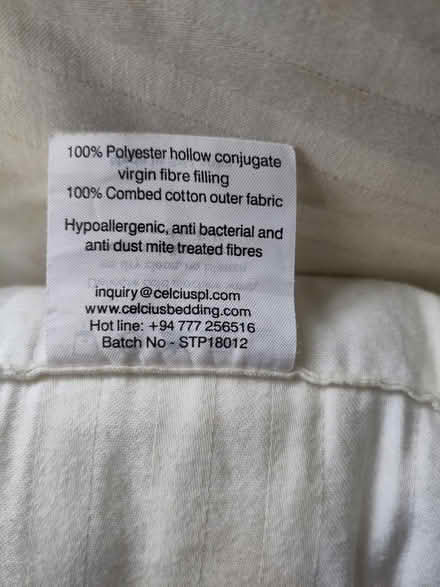 100% Polyester hollow conjugate
virgin fibre filling
100% Combed cotton outer fabric
Hypoallergenic, anti bacterial and
anti dust mite treated fibres
inquiry@celciuspl.com
www.celciusbedding.com
Hot line: +94 777 256516
Batch No - STP18012